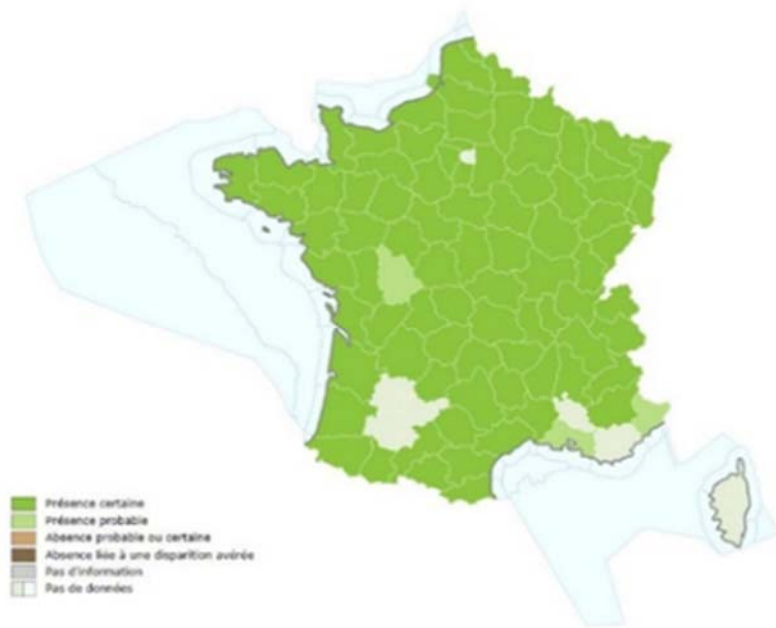 Présence certaine
Présence probable
Absence probable ou certaine
Absence liée à une disparition avérée
Pas d'information
Pas de données